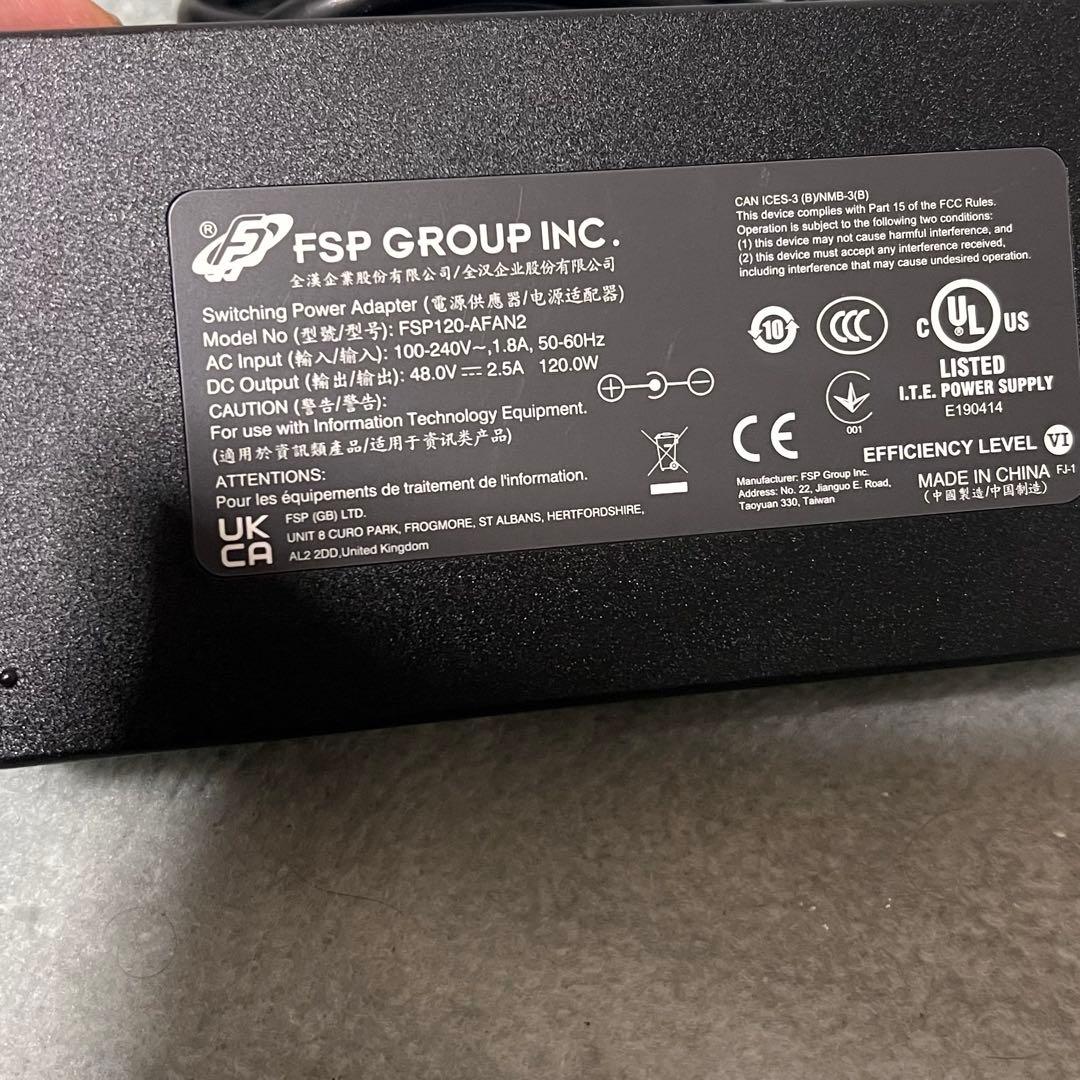 ® FSP GROUP INC.
全漢企業股份有限公司/全汉企业股份有限公司
Switching Power Adapter (電源供應器/电源适配器)
Model No (型號/型号): FSP120-AFAN2
AC Input (輸入/输入): 100-240V~,1.8A, 50-60Hz
DC Output (輸出/输出): 48.0V⎓2.5A 120.0W
CAUTION (警告/警告):
For use with Information Technology Equipment.
(適用於資訊類產品/适用于资讯类产品)
ATTENTIONS:
Pour les équipements de traitement de l'information.
UK
CA
FSP (GB) LTD.
UNIT 8 CURO PARK, FROGMORE, ST ALBANS, HERTFORDSHIRE,
AL2 2DD,United Kingdom
CAN ICES-3 (B)/NMB-3(B)
This device complies with Part 15 of the FCC Rules.
Operation is subject to the following two conditions:
(1) this device may not cause harmful interference, and
(2) this device must accept any interference received,
including interference that may cause undesired operation.
10
CCC
C UL US
LISTED
I.T.E. POWER SUPPLY
E190414
001
CE
EFFICIENCY LEVEL VI
Manufacturer: FSP Group Inc.
Address: No. 22, Jianguo E. Road,
Taoyuan 330, Taiwan
MADE IN CHINA FJ-1
(中國製造/中国制造)